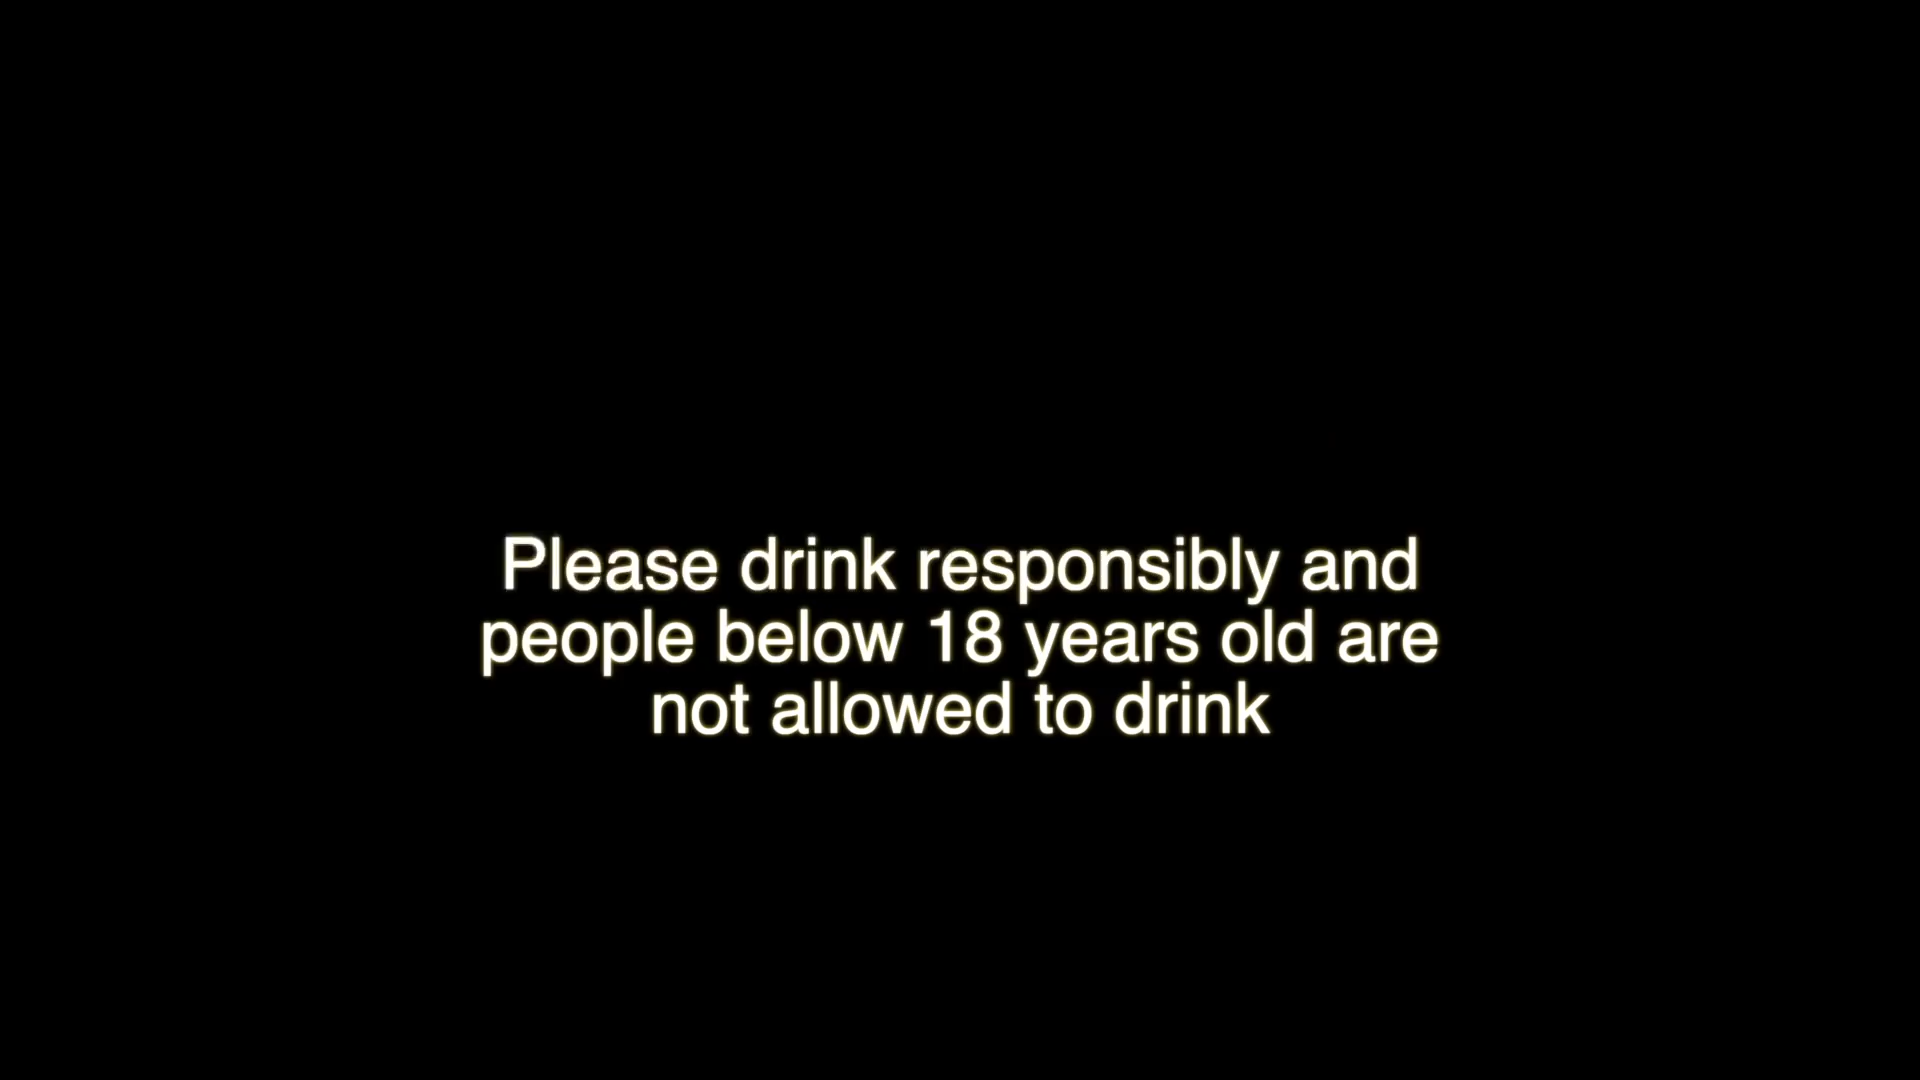 Please drink responsibly and
people below 18 years old are
not allowed to drink